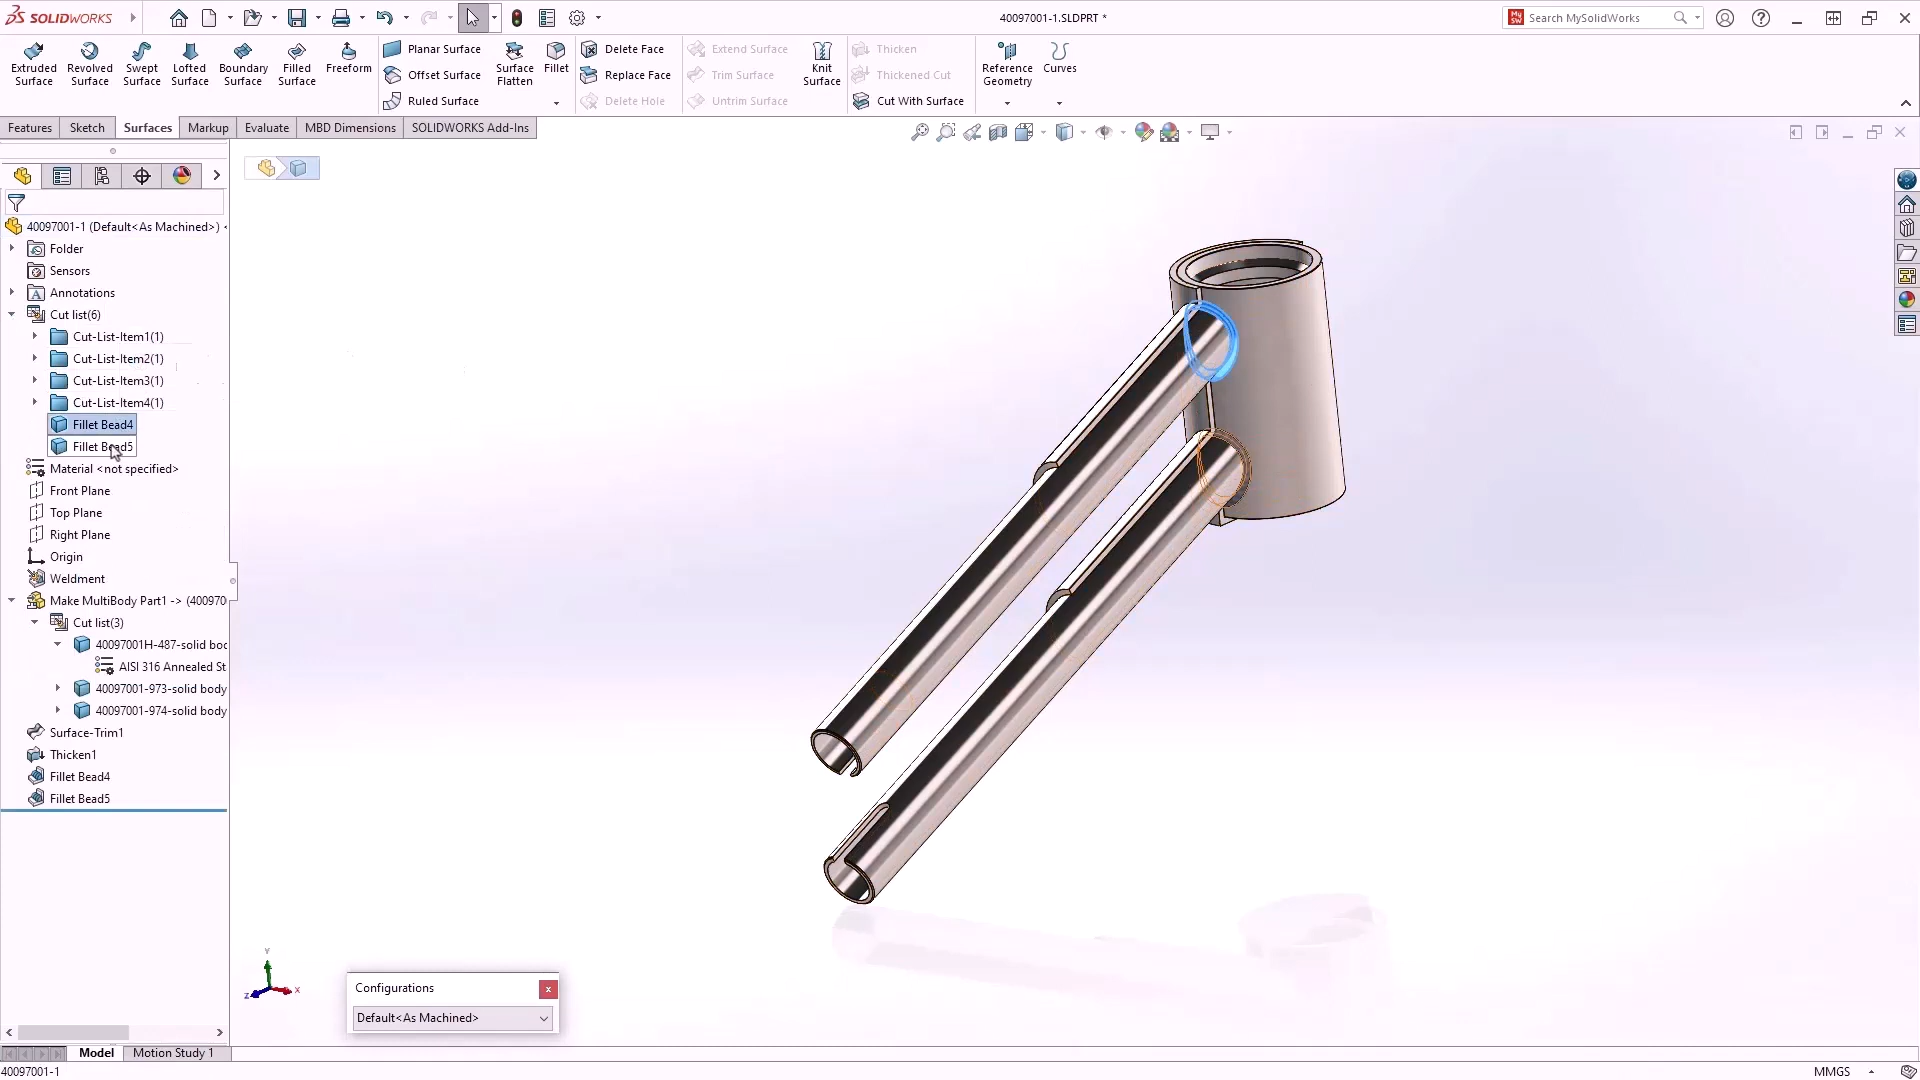 SOLIDWORKS
40097001-1.SLDPRT *
Search MySolidWorks
Extruded Surface
Revolved Surface
Swept Surface
Lofted Surface
Boundary Surface
Filled Surface
Freeform
Planar Surface
Offset Surface
Ruled Surface
Surface Flatten
Fillet
Delete Face
Replace Face
Delete Hole
Extend Surface
Trim Surface
Untrim Surface
Knit Surface
Thicken
Thickened Cut
Cut With Surface
Reference Geometry
Curves
Features
Sketch
Surfaces
Markup
Evaluate
MBD Dimensions
SOLIDWORKS Add-Ins
40097001-1 (Default<As Machined>)
Folder
Sensors
Annotations
Cut list(6)
Cut-List-Item1(1)
Cut-List-Item2(1)
Cut-List-Item3(1)
Cut-List-Item4(1)
Fillet Bead4
Fillet Bead5
Material <not specified>
Front Plane
Top Plane
Right Plane
Origin
Weldment
Make MultiBody Part1 -> (400970
Cut list(3)
40097001H-487-solid boc
AISI 316 Annealed St
40097001-973-solid body
40097001-974-solid body
Surface-Trim1
Thicken1
Fillet Bead4
Fillet Bead5
Y
X
Z
Configurations
Default<As Machined>
Model
Motion Study 1
40097001-1
MMGS